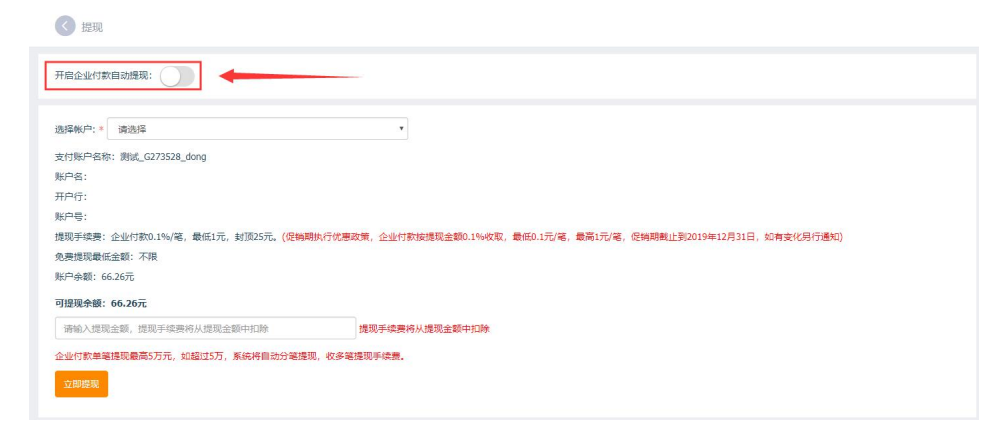 提现
开启企业付款自动提现：
选择帐户：* 请选择
支付账户名称：测试_G273528_dong
账户名：
开户行：
账户号：
提现手续费：企业付款0.1%/笔，最低1元，封顶25元。(促销期执行优惠政策，企业付款按提现金额0.1%收取，最低0.1元/笔，最高1元/笔，促销期截止到2019年12月31日，如有变化另行通知)
免费提现最低金额：不限
账户余额：66.26元
可提现余额：66.26元
请输入提现金额，提现手续费将从提现金额中扣除 提现手续费将从提现金额中扣除
企业付款单笔提现最高5万元，如超过5万，系统将自动分笔提现，收多笔提现手续费。
立即提现